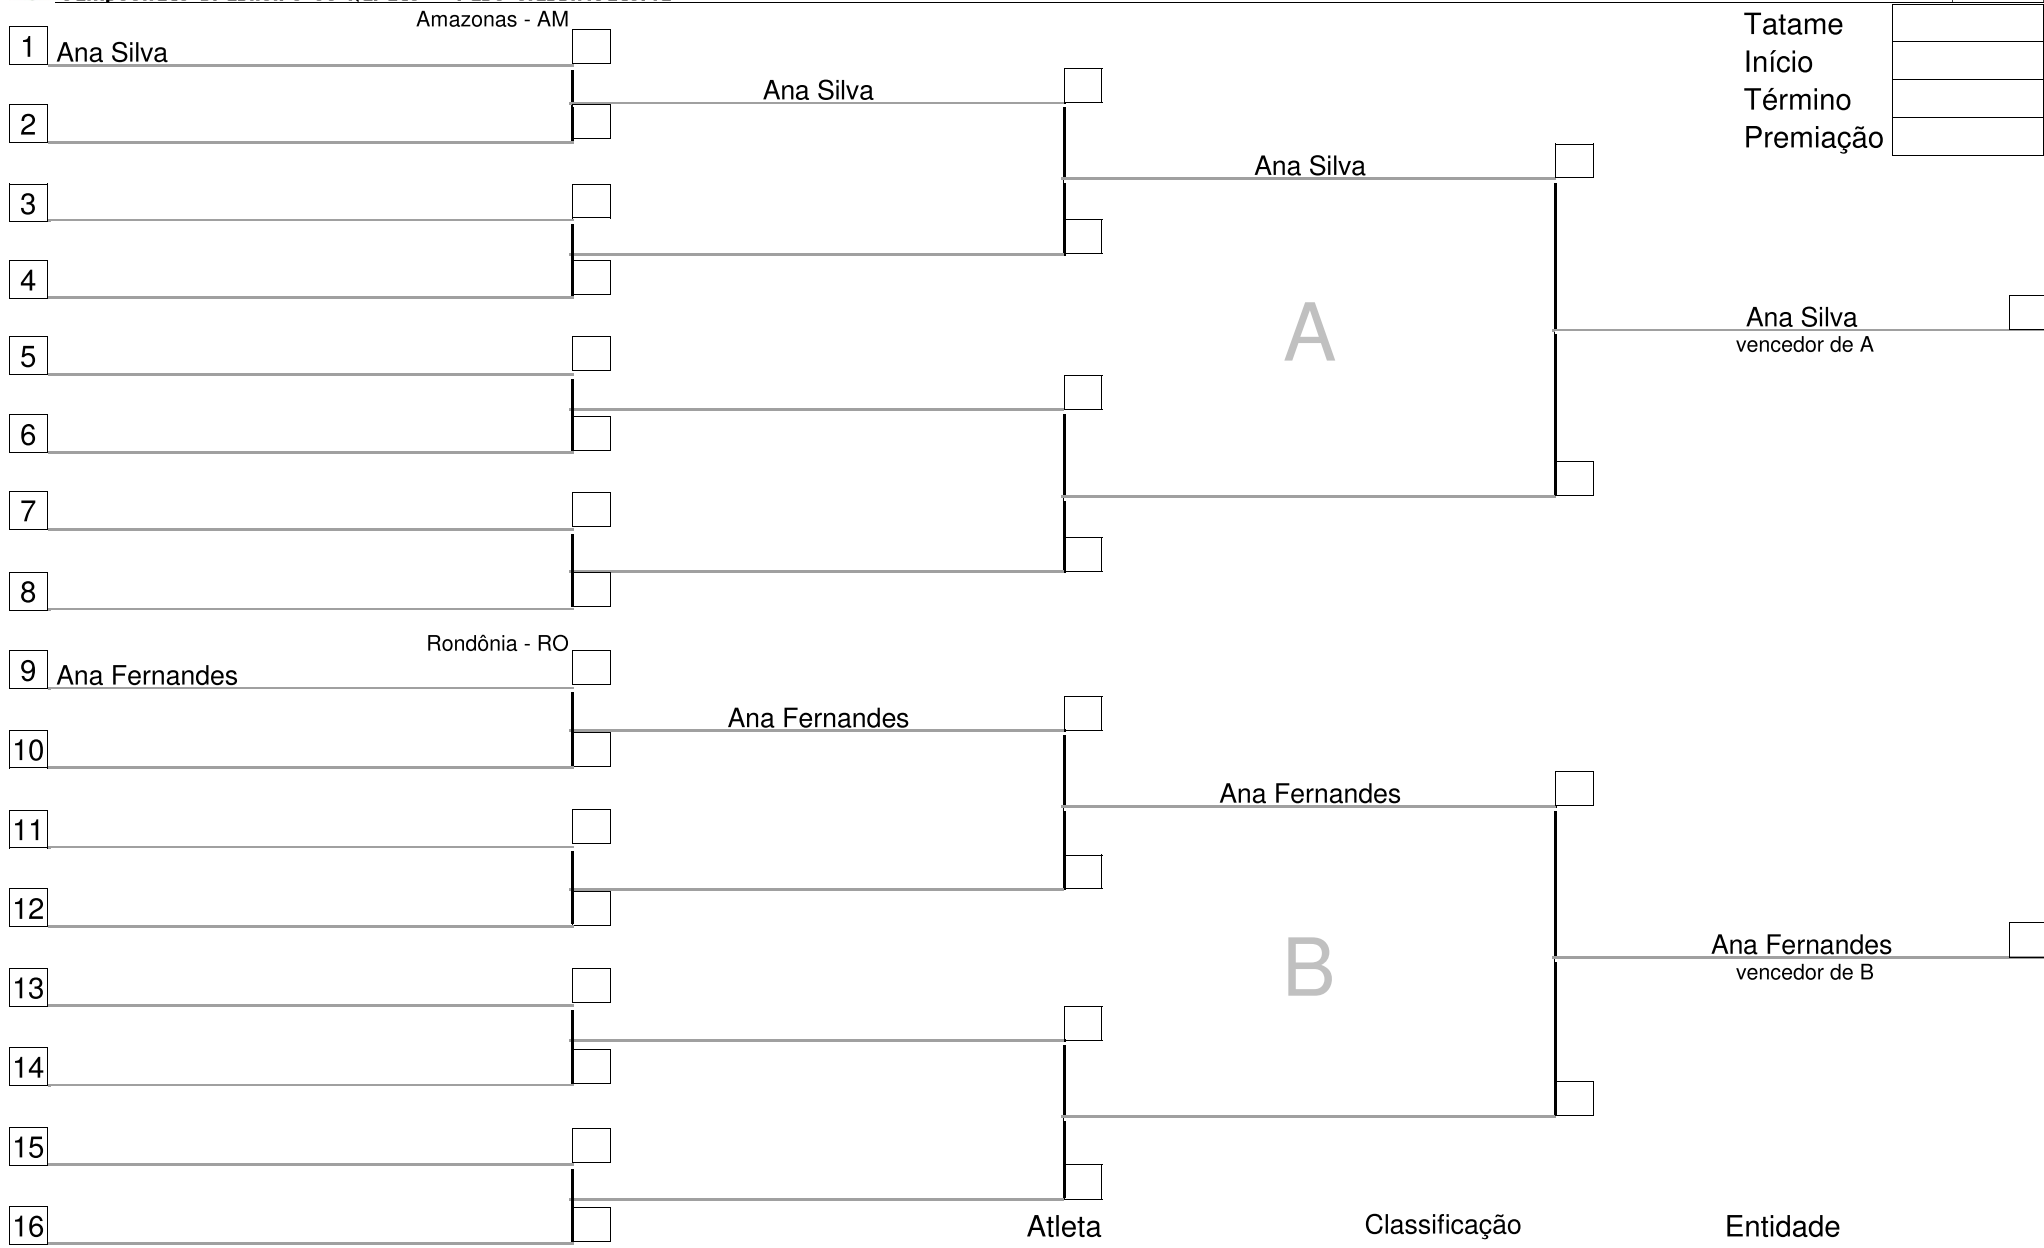 Amazonas - AM
1 Ana Silva
2
3
4
5
6
7
8
Rondônia - RO
9 Ana Fernandes
10
11
12
13
14
15
16
Ana Silva
Ana Fernandes
Ana Silva
A
Ana Fernandes
B
Tatame
Início
Término
Premiação
Ana Silva
vencedor de A
Ana Fernandes
vencedor de B
Atleta Classificação Entidade